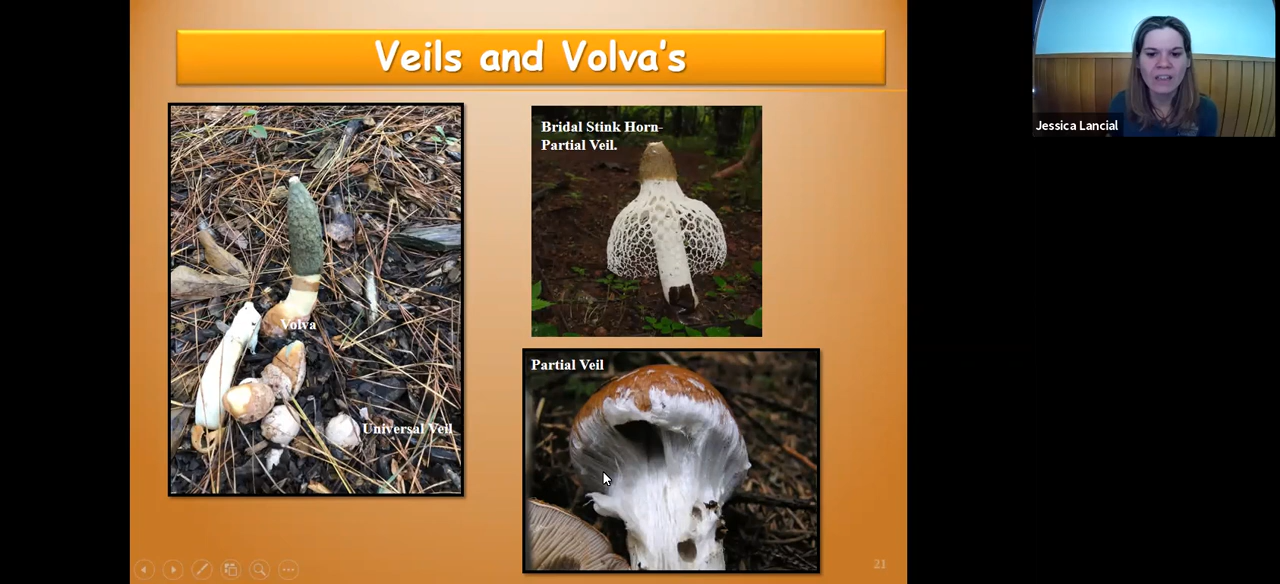 Veils and Volva's
Jessica Lancial
Bridal Stink Horn-
Partial Veil.
Volva
Universal Veil
Partial Veil
21